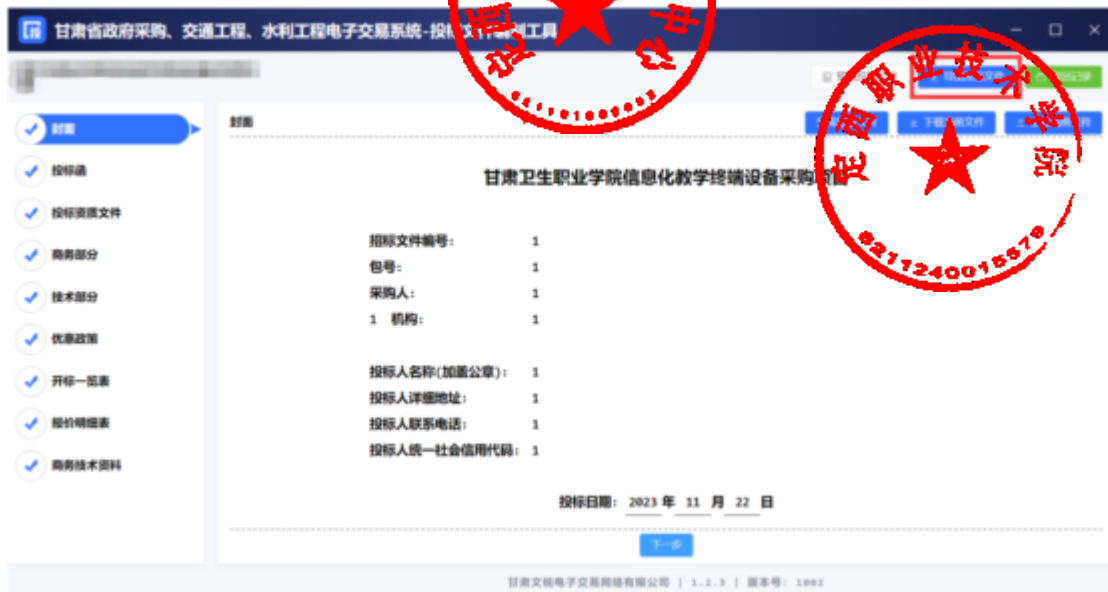 甘肃省政府采购、交通工程、水利工程电子交易系统-投标文件编制工具
封面
投标函
投标资质文件
商务部分
技术部分
优惠政策
开标一览表
报价明细表
商务技术资料
封面
甘肃卫生职业学院信息化教学终端设备采购项目
招标文件编号： 1
包号： 1
采购人： 1
1 机构： 1
投标人名称(加盖公章)： 1
投标人详细地址： 1
投标人联系电话： 1
投标人统一社会信用代码： 1
投标日期： 2023 年 11 月 22 日
下一步
甘肃文锐电子交易网络有限公司 | 1.2.3 | 版本号: 1002
定西职业技术学院
6211240015579